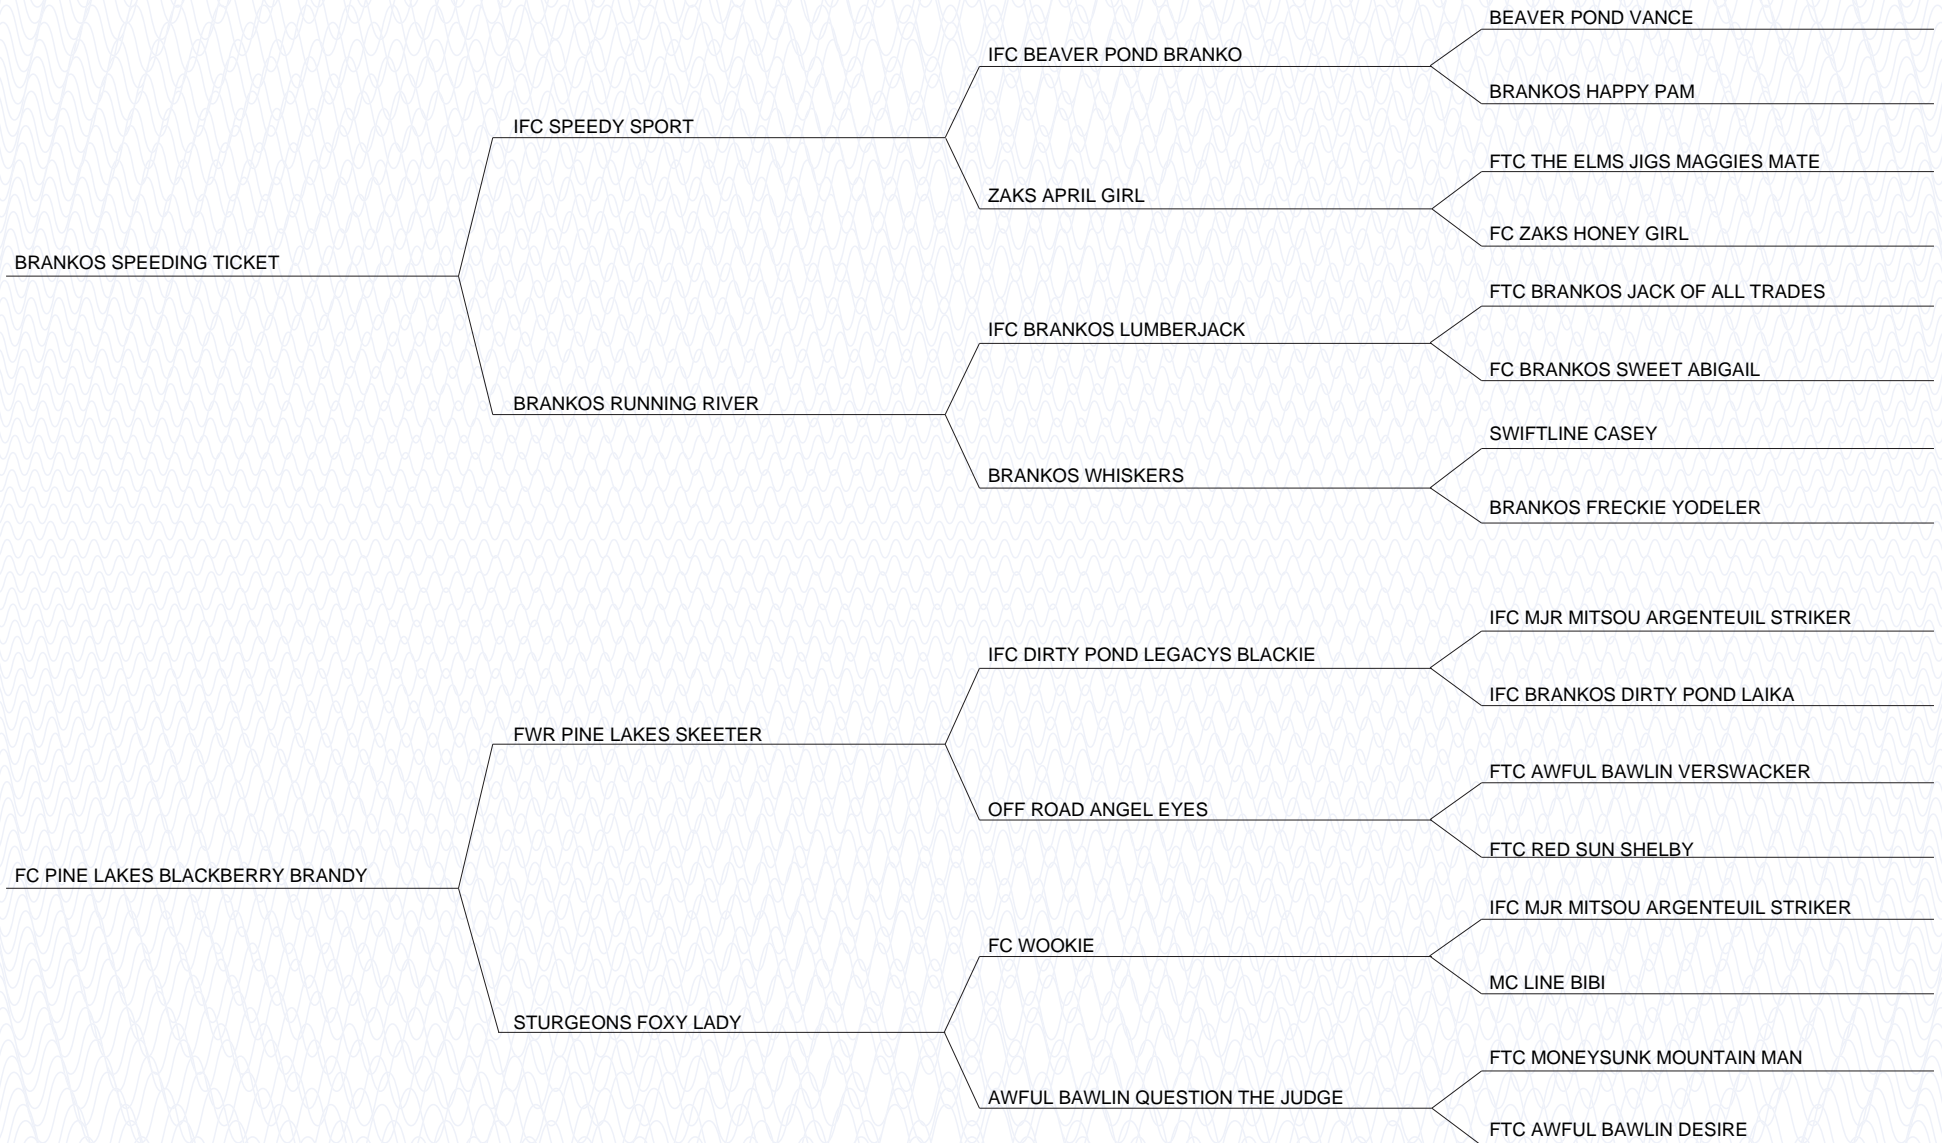 BEAVER POND VANCE
IFC BEAVER POND BRANKO
BRANKOS HAPPY PAM
IFC SPEEDY SPORT
FTC THE ELMS JIGS MAGGIES MATE
ZAKS APRIL GIRL
FC ZAKS HONEY GIRL
BRANKOS SPEEDING TICKET
FTC BRANKOS JACK OF ALL TRADES
IFC BRANKOS LUMBERJACK
FC BRANKOS SWEET ABIGAIL
BRANKOS RUNNING RIVER
SWIFTLINE CASEY
BRANKOS WHISKERS
BRANKOS FRECKIE YODELER
IFC MJR MITSOU ARGENTEUIL STRIKER
IFC DIRTY POND LEGACYS BLACKIE
IFC BRANKOS DIRTY POND LAIKA
FWR PINE LAKES SKEETER
FTC AWFUL BAWLIN VERSWACKER
OFF ROAD ANGEL EYES
FTC RED SUN SHELBY
FC PINE LAKES BLACKBERRY BRANDY
IFC MJR MITSOU ARGENTEUIL STRIKER
FC WOOKIE
MC LINE BIBI
STURGEONS FOXY LADY
FTC MONEYSUNK MOUNTAIN MAN
AWFUL BAWLIN QUESTION THE JUDGE
FTC AWFUL BAWLIN DESIRE